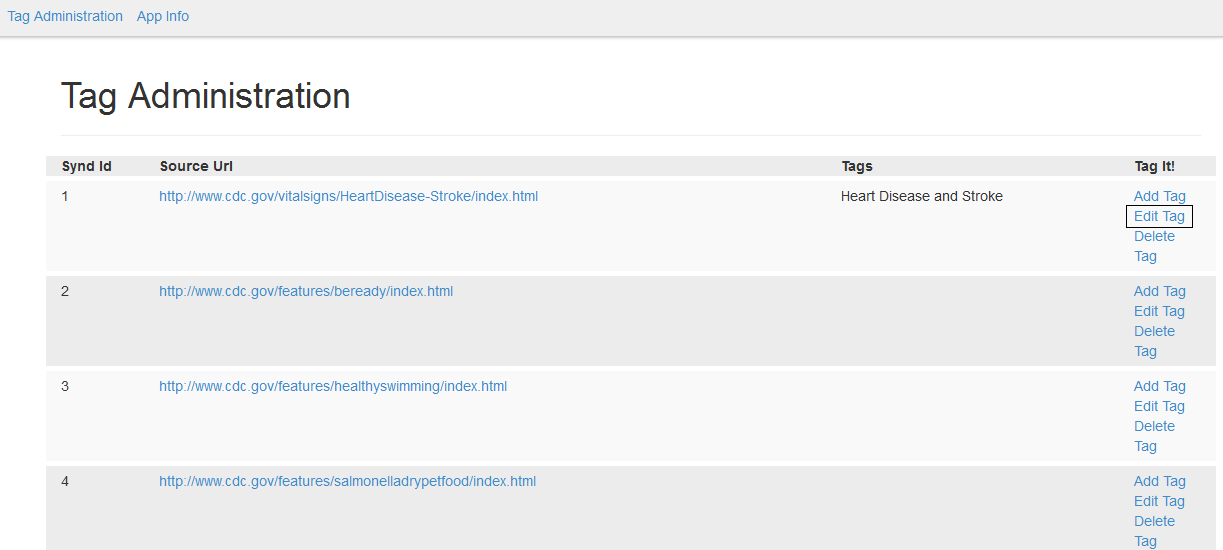 Tag Administration App Info
Tag Administration
Synd Id Source Url Tags Tag It!
1 http://www.cdc.gov/vitalsigns/HeartDisease-Stroke/index.html Heart Disease and Stroke Add Tag
Edit Tag
Delete
Tag
2 http://www.cdc.gov/features/beready/index.html Add Tag
Edit Tag
Delete
Tag
3 http://www.cdc.gov/features/healthyswimming/index.html Add Tag
Edit Tag
Delete
Tag
4 http://www.cdc.gov/features/salmonelladrypetfood/index.html Add Tag
Edit Tag
Delete
Tag